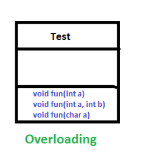 Test
void fun(int a)
void fun(int a, int b)
void fun(char a)
Overloading